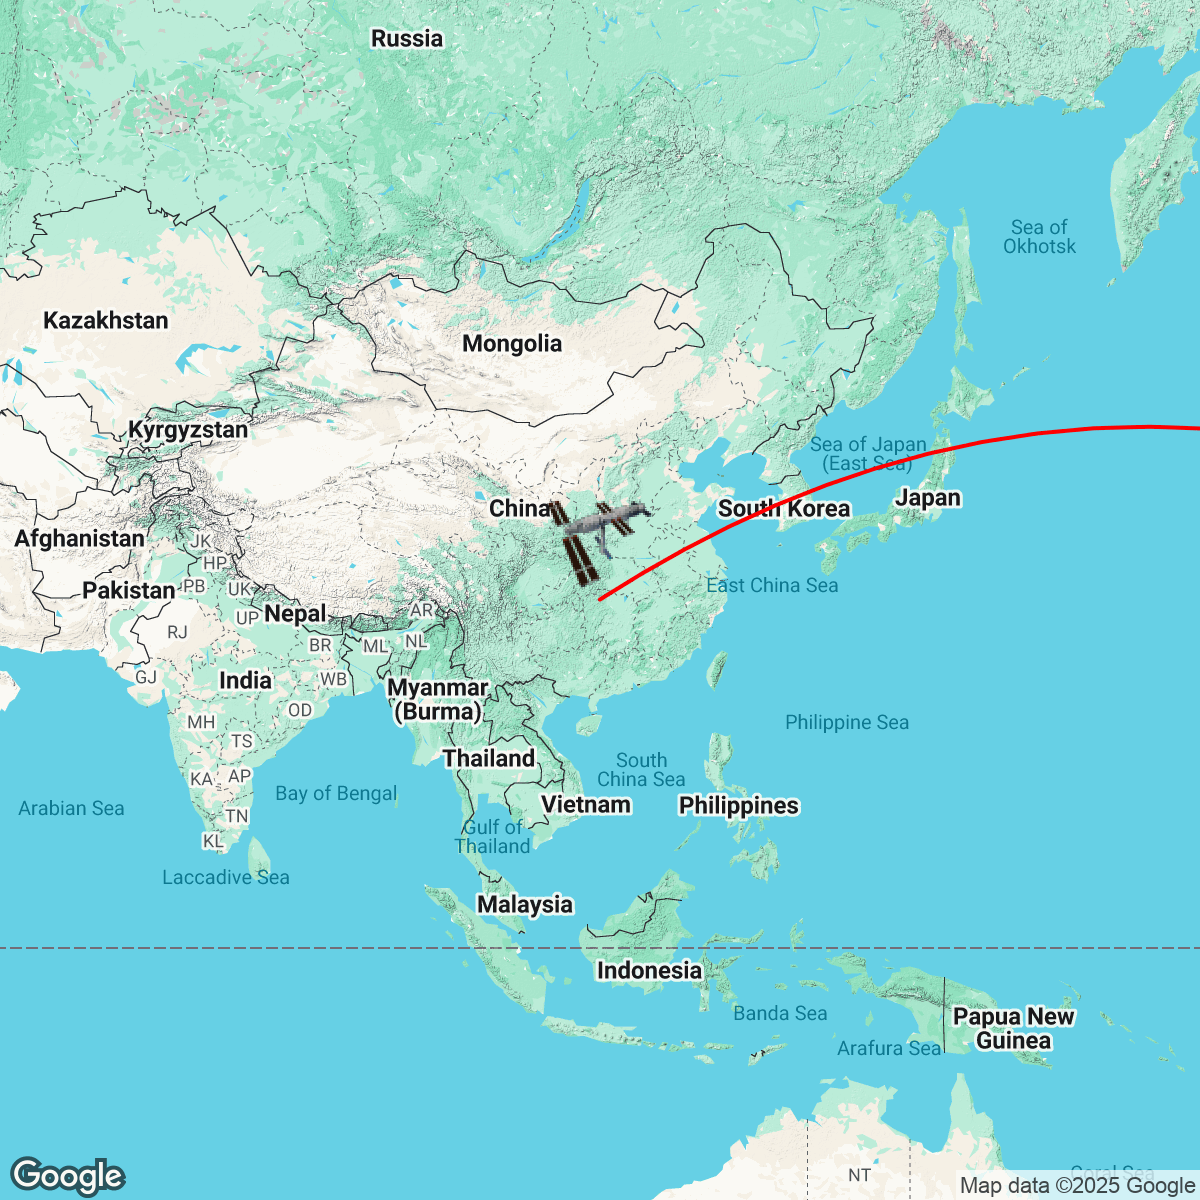 Russia
Sea of
Okhotsk
Kazakhstan
Mongolia
Kyrgyzstan
Sea of Japan
(East Sea)
China
South Korea
Japan
Afghanistan
JK
HP
Pakistan
PB
UK
East China Sea
UP
Nepal
AR
RJ
BR
ML
NL
GJ
India
WB
Myanmar
(Burma)
OD
MH
Philippine Sea
TS
Thailand
South
China Sea
KA
AP
Bay of Bengal
Arabian Sea
Vietnam
Philippines
TN
Gulf of
Thailand
KL
Laccadive Sea
Malaysia
Indonesia
Banda Sea
Papua New
Guinea
Arafura Sea
NT
Coral Sea
Google
Map data ©2025 Google